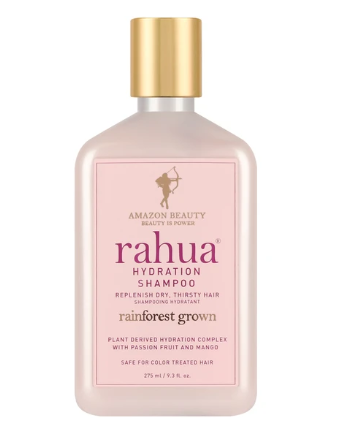 AMAZON BEAUTY
BEAUTY IS POWER
rahua®
HYDRATION
SHAMPOO
REPLENISH DRY, THIRSTY HAIR
SHAMPOOING HYDRATANT
rainforest grown
PLANT DERIVED HYDRATION COMPLEX
WITH PASSION FRUIT AND MANGO
SAFE FOR COLOR TREATED HAIR
275 ml / 9.3 fl. oz.